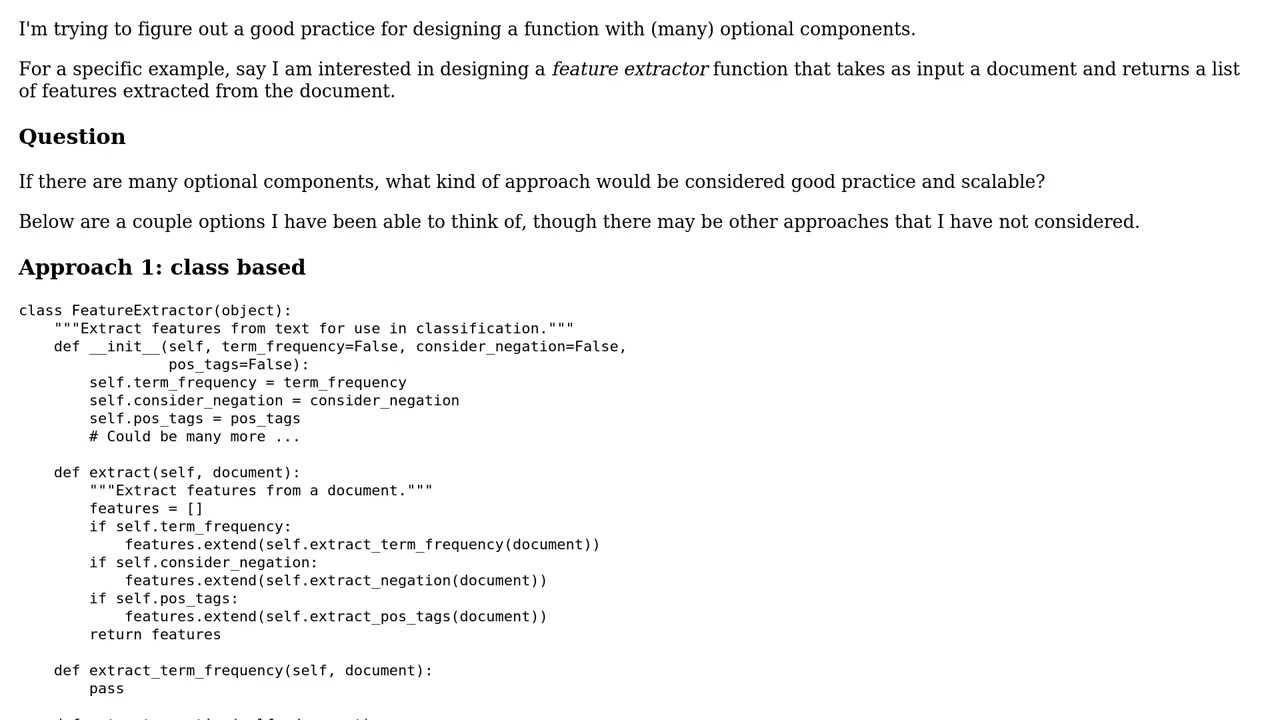 I'm trying to figure out a good practice for designing a function with (many) optional components.
For a specific example, say I am interested in designing a feature extractor function that takes as input a document and returns a list
of features extracted from the document.
Question
If there are many optional components, what kind of approach would be considered good practice and scalable?
Below are a couple options I have been able to think of, though there may be other approaches that I have not considered.
Approach 1: class based
class FeatureExtractor(object):
    """Extract features from text for use in classification."""
    def __init__(self, term_frequency=False, consider_negation=False,
                 pos_tags=False):
        self.term_frequency = term_frequency
        self.consider_negation = consider_negation
        self.pos_tags = pos_tags
        # Could be many more ...
    def extract(self, document):
        """Extract features from a document."""
        features = []
        if self.term_frequency:
            features.extend(self.extract_term_frequency(document))
        if self.consider_negation:
            features.extend(self.extract_negation(document))
        if self.pos_tags:
            features.extend(self.extract_pos_tags(document))
        return features
    def extract_term_frequency(self, document):
        pass